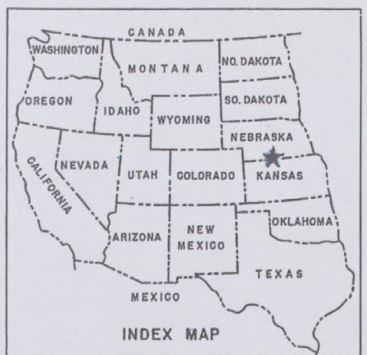 CANADA
WASHINGTON
MONTANA
NO. DAKOTA
OREGON
IDAHO
SO. DAKOTA
WYOMING
NEBRASKA
NEVADA
UTAH
COLORADO
KANSAS
CALIFORNIA
ARIZONA
NEW
MEXICO
OKLAHOMA
TEXAS
MEXICO
INDEX MAP